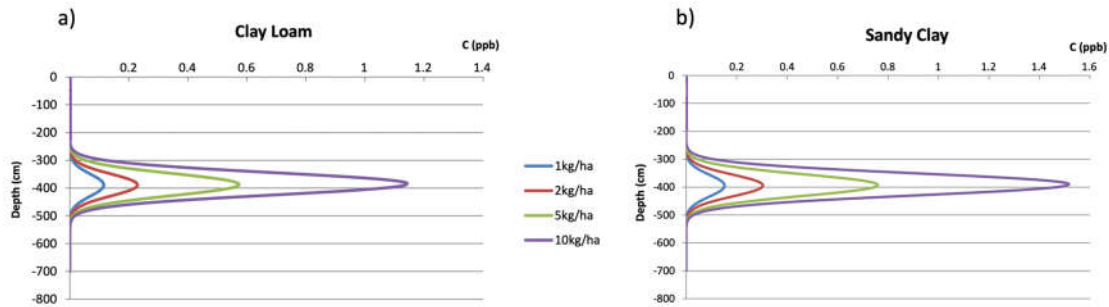 a)
Clay Loam
C (ppb)
0.2 0.4 0.6 0.8 1 1.2 1.4
0
-100
-200
-300
-400
-500
-600
-700
-800
Depth (cm)
1kg/ha
2kg/ha
5kg/ha
10kg/ha
b)
Sandy Clay
C (ppb)
0.2 0.4 0.6 0.8 1 1.2 1.4 1.6
0
-100
-200
-300
-400
-500
-600
-700
-800
Depth (cm)